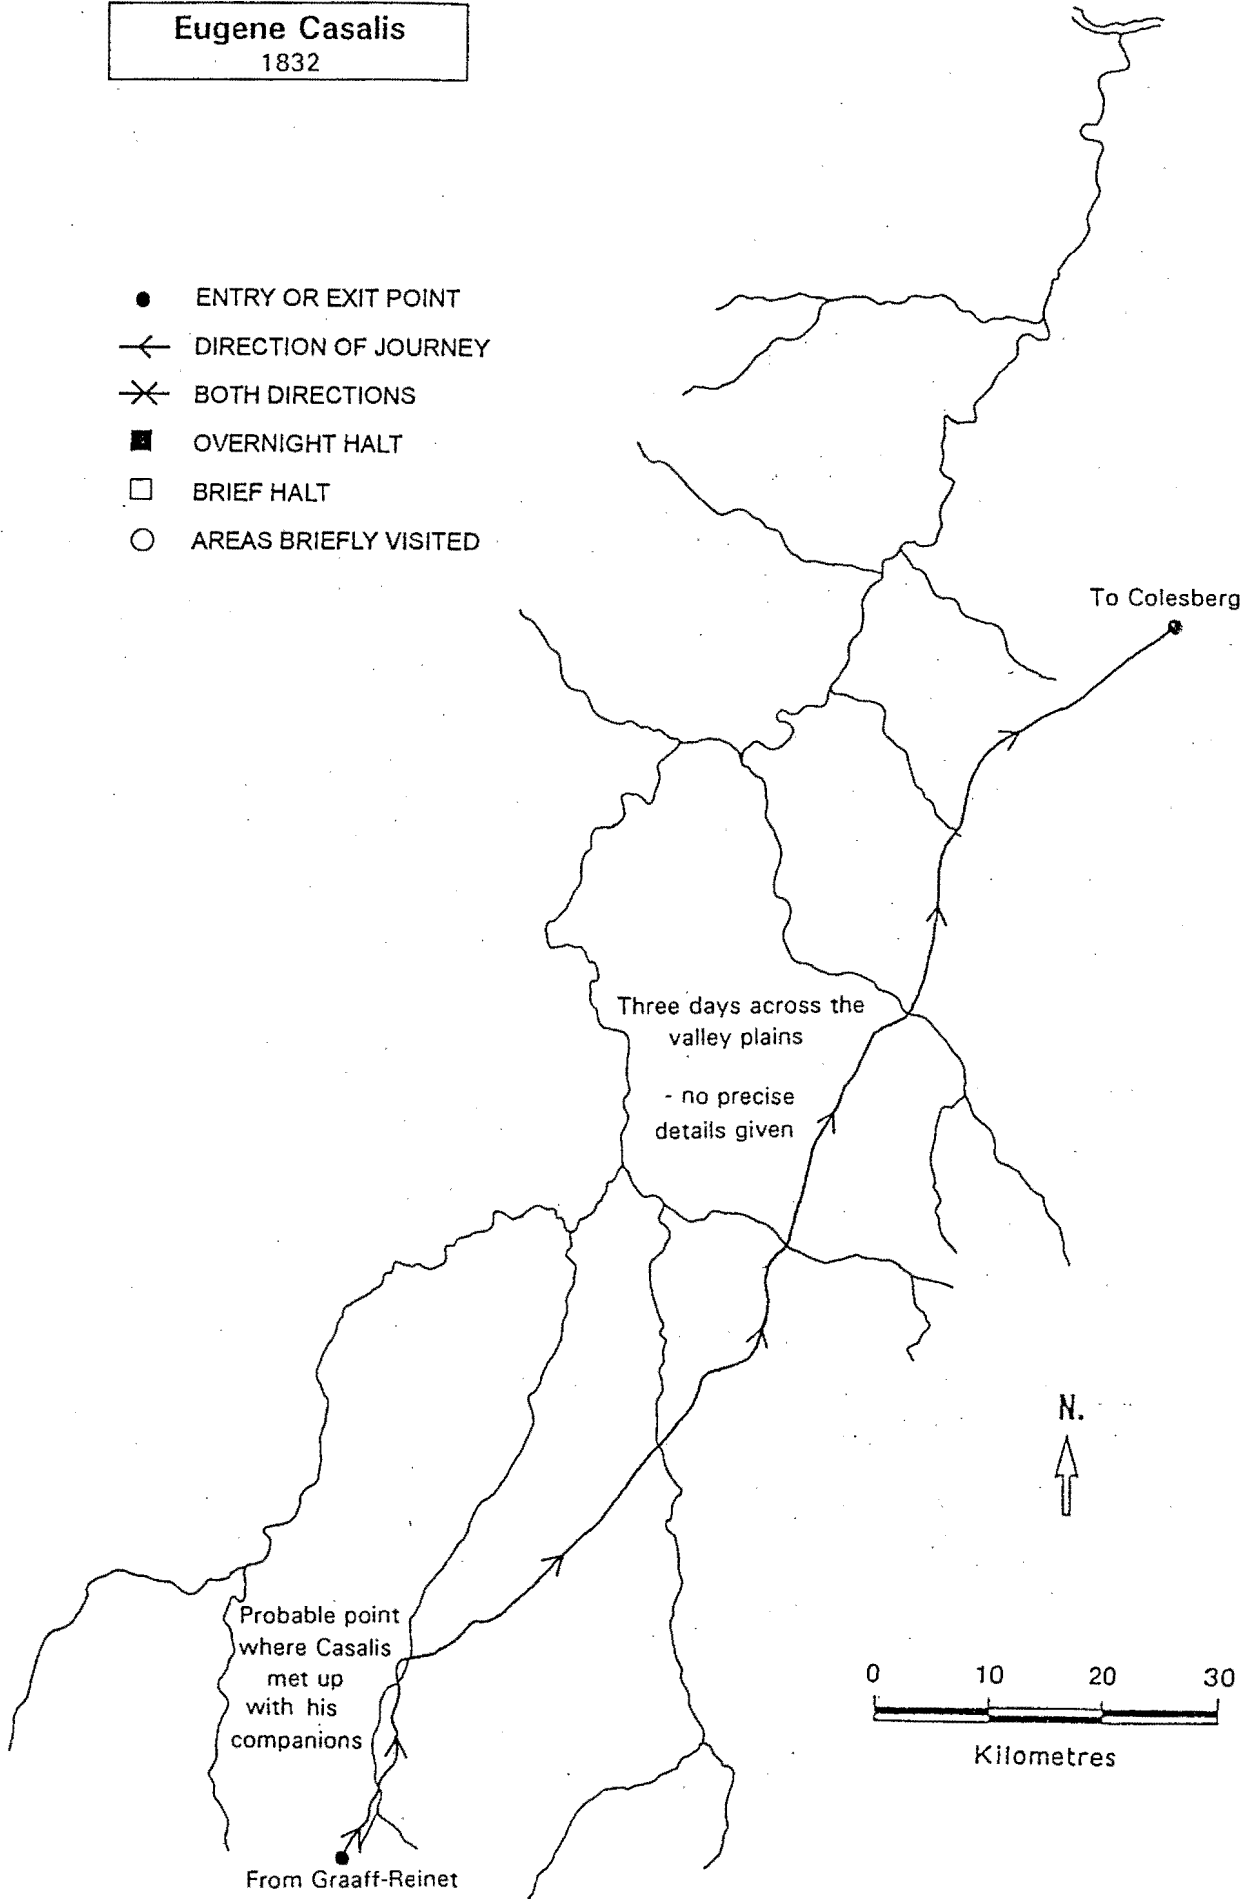 Eugene Casalis
1832
ENTRY OR EXIT POINT
DIRECTION OF JOURNEY
BOTH DIRECTIONS
OVERNIGHT HALT
BRIEF HALT
AREAS BRIEFLY VISITED
To Colesberg
Three days across the
valley plains
- no precise
details given
N.
Probable point
where Casalis
met up
with his
companions
0 10 20 30
Kilometres
From Graaff-Reinet